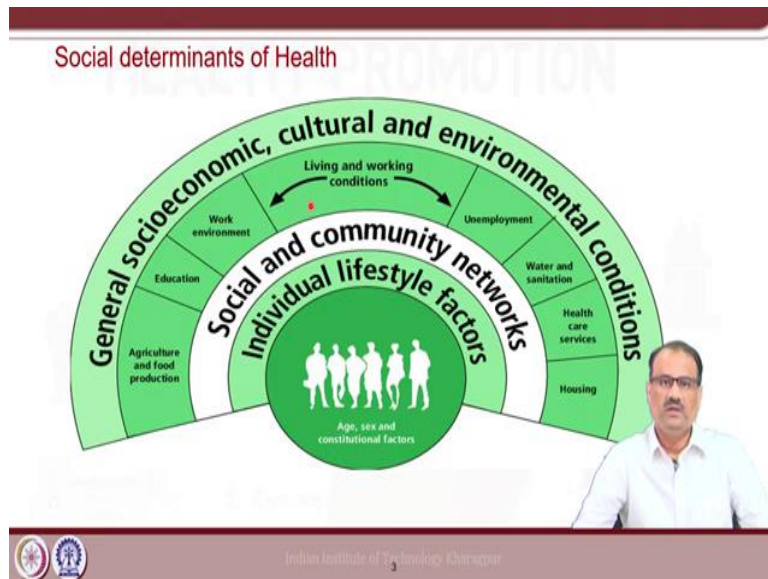 Social determinants of Health
General socioeconomic, cultural and environmental conditions
Living and working
conditions
Work
environment
Unemployment
Education
Water and
sanitation
Agriculture
and food
production
Health
care
services
Housing
Social and community networks
Individual lifestyle factors
Age, sex and
constitutional factors
Indian Institute of Technology Kharagpur
3